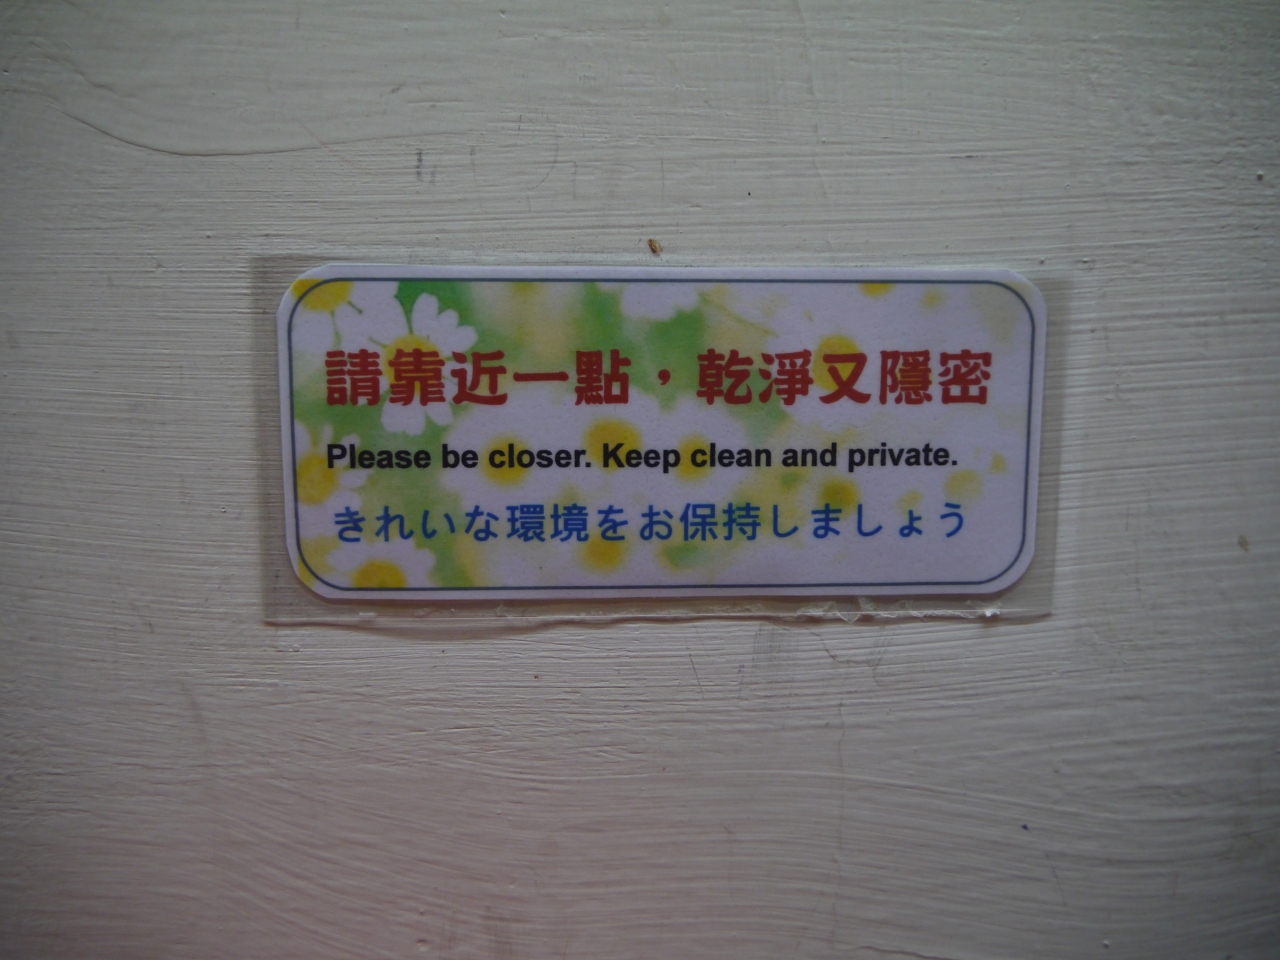 請靠近一點，乾淨又隱密
Please be closer. Keep clean and private.
きれいな環境をお保持しましょう